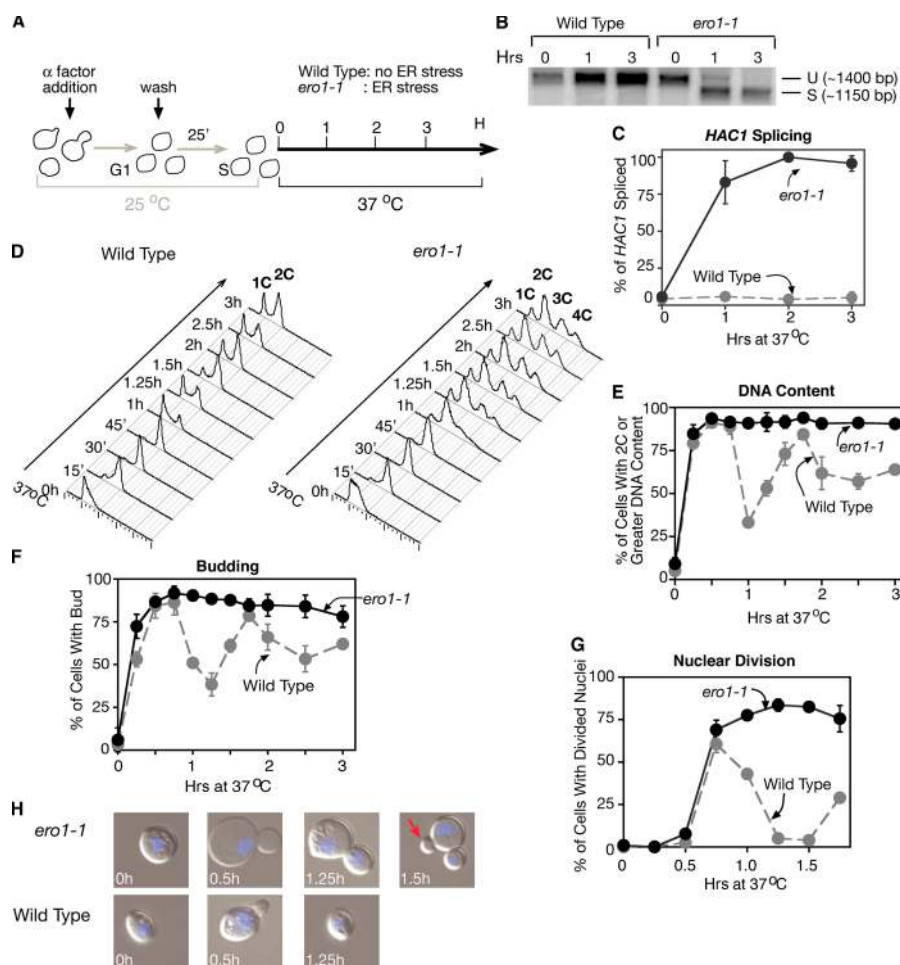 A
α factor
addition
wash
Wild Type: no ER stress
ero1-1 : ER stress
25'
0 1 2 3 H
G1
S
25 °C
37 °C
B
Wild Type
ero1-1
Hrs 0 1 3 0 1 3
U (~1400 bp)
S (~1150 bp)
C
HAC1 Splicing
% of HAC1 Spliced
100
75
50
25
0
ero1-1
Wild Type
0 1 2 3
Hrs at 37°C
D
Wild Type
1C 2C
3h
2.5h
2h
1.5h
1.25h
1h
45'
30'
15'
0h
37°C
ero1-1
2C
1C 3C
4C
3h
2.5h
2h
1.5h
1.25h
1h
45'
30'
15'
0h
37°C
E
DNA Content
% of Cells With 2C or
Greater DNA Content
100
75
50
25
0
ero1-1
Wild Type
0 1 2 3
Hrs at 37°C
F
Budding
% of Cells With Bud
100
75
50
25
0
ero1-1
Wild Type
0 1 2 3
Hrs at 37°C
G
Nuclear Division
% of Cells With Divided Nuclei
100
75
50
25
0
ero1-1
Wild Type
0 0.5 1.0 1.5
Hrs at 37°C
H
ero1-1
0h
0.5h
1.25h
1.5h
Wild Type
0h
0.5h
1.25h